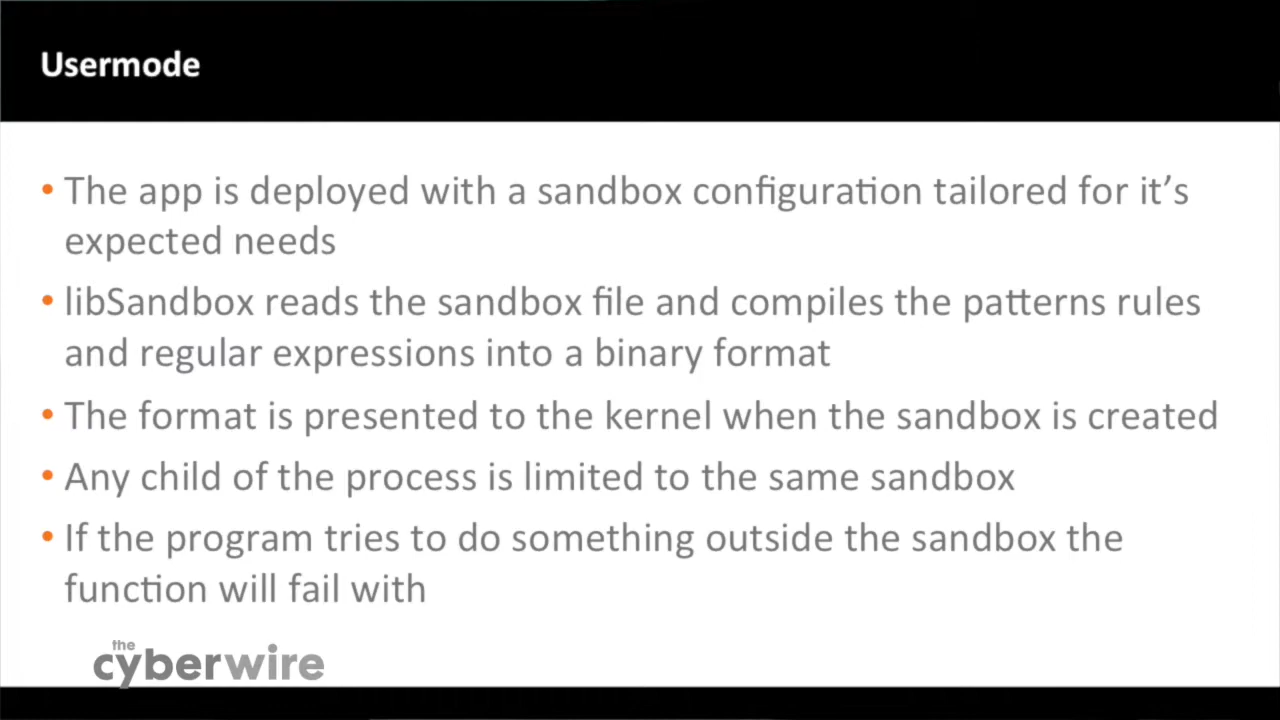 Usermode
• The app is deployed with a sandbox configuration tailored for it’s
expected needs
• libSandbox reads the sandbox file and compiles the patterns rules
and regular expressions into a binary format
• The format is presented to the kernel when the sandbox is created
• Any child of the process is limited to the same sandbox
• If the program tries to do something outside the sandbox the
function will fail with
the
cyberwire